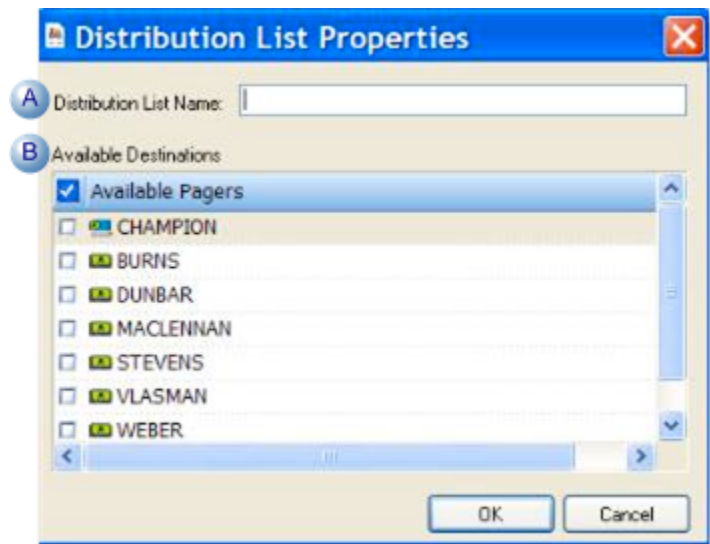 Distribution List Properties
A Distribution List Name:
B Available Destinations
Available Pagers
CHAMPION
BURNS
DUNBAR
MACLENNAN
STEVENS
VLASMAN
WEBER
OK Cancel